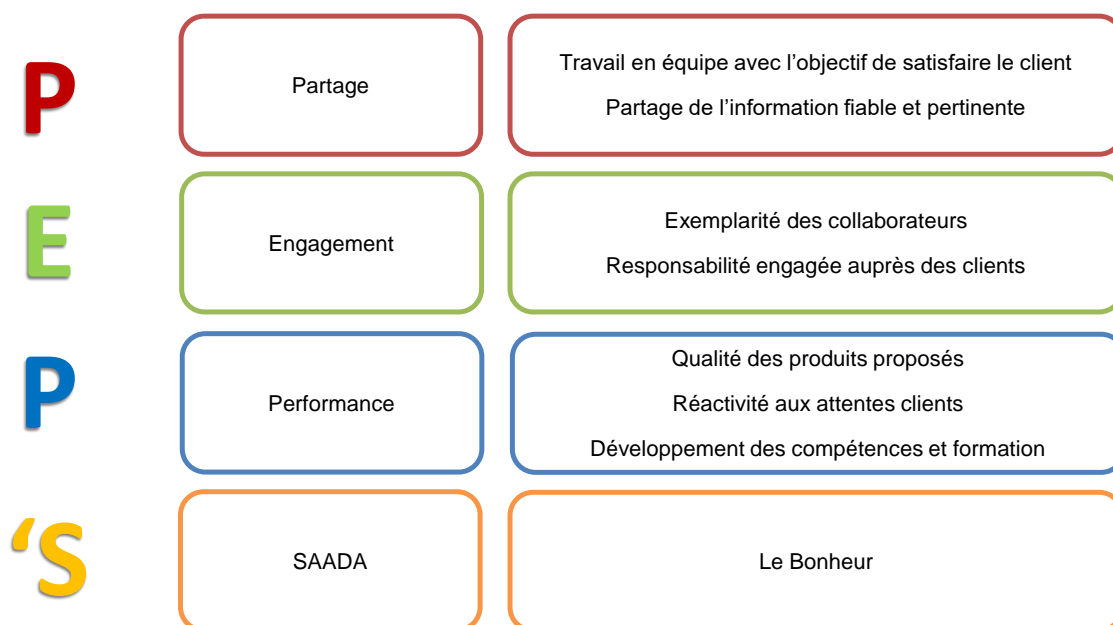 P
Partage
Travail en équipe avec l’objectif de satisfaire le client
Partage de l’information fiable et pertinente
E
Engagement
Exemplarité des collaborateurs
Responsabilité engagée auprès des clients
P
Performance
Qualité des produits proposés
Réactivité aux attentes clients
Développement des compétences et formation
‘S
SAADA
Le Bonheur